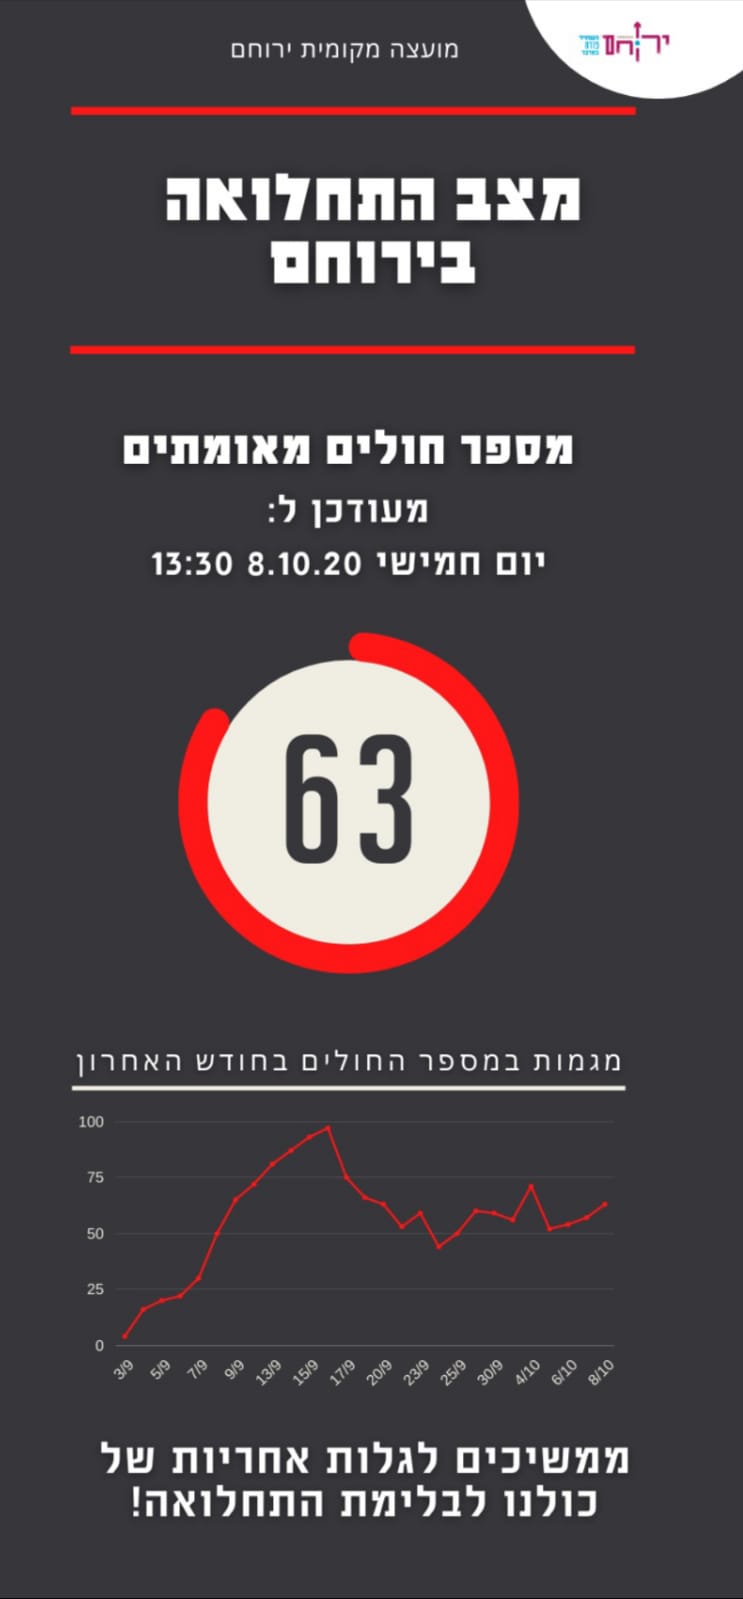 מועצה מקומית ירוחם
ירוחם
מצב התחלואה
בירוחם
מספר חולים מאומתים
מעודכן ל:
יום חמישי 8.10.20 13:30
63
מגמות במספר החולים בחודש האחרון
100
75
50
25
0
3/9 5/9 7/9 9/9 13/9 15/9 17/9 20/9 23/9 25/9 30/9 4/10 6/10 8/10
ממשיכים לגלות אחריות של
כולנו לבלימת התחלואה!